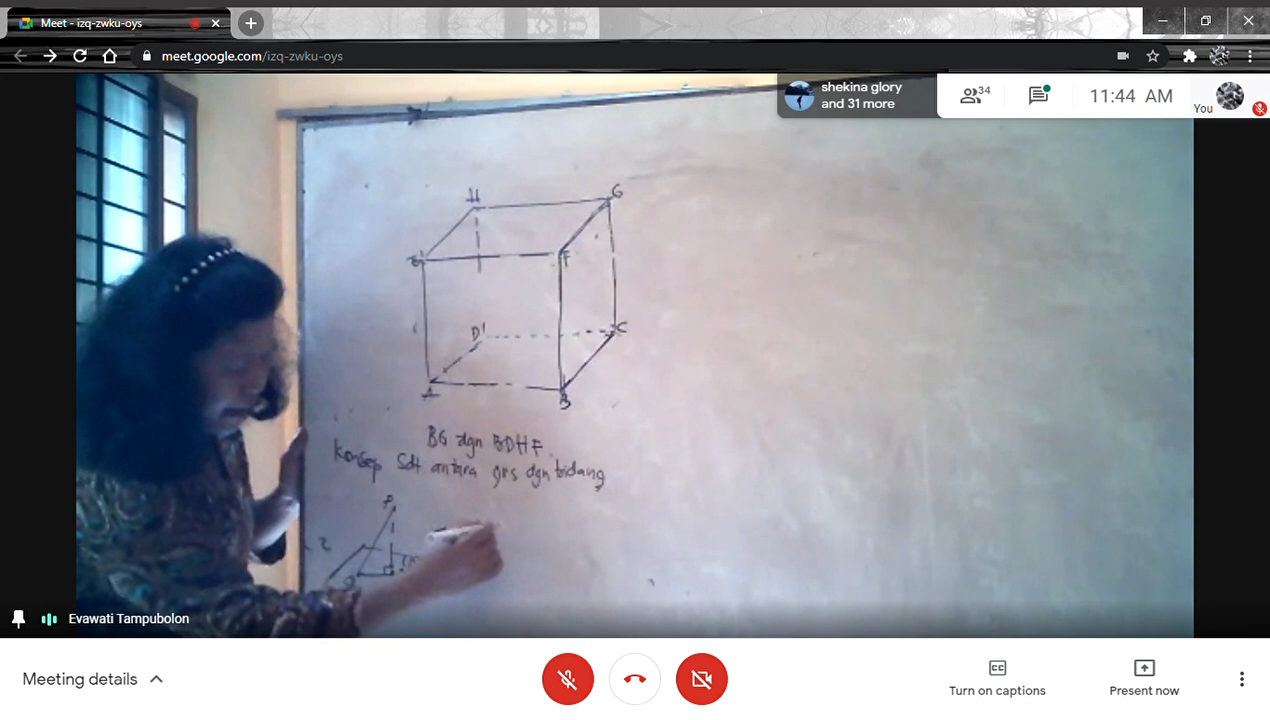 Meet - izq-zwku-oys
meet.google.com/izq-zwku-oys
shekina glory
and 31 more
34
11:44 AM
You
H
G
E
F
D
C
A
B
BG dgn BDHF.
Konsep Sdt antara grs dgn bidang
P
Q
Evawati Tampubolon
Meeting details
Turn on captions
Present now